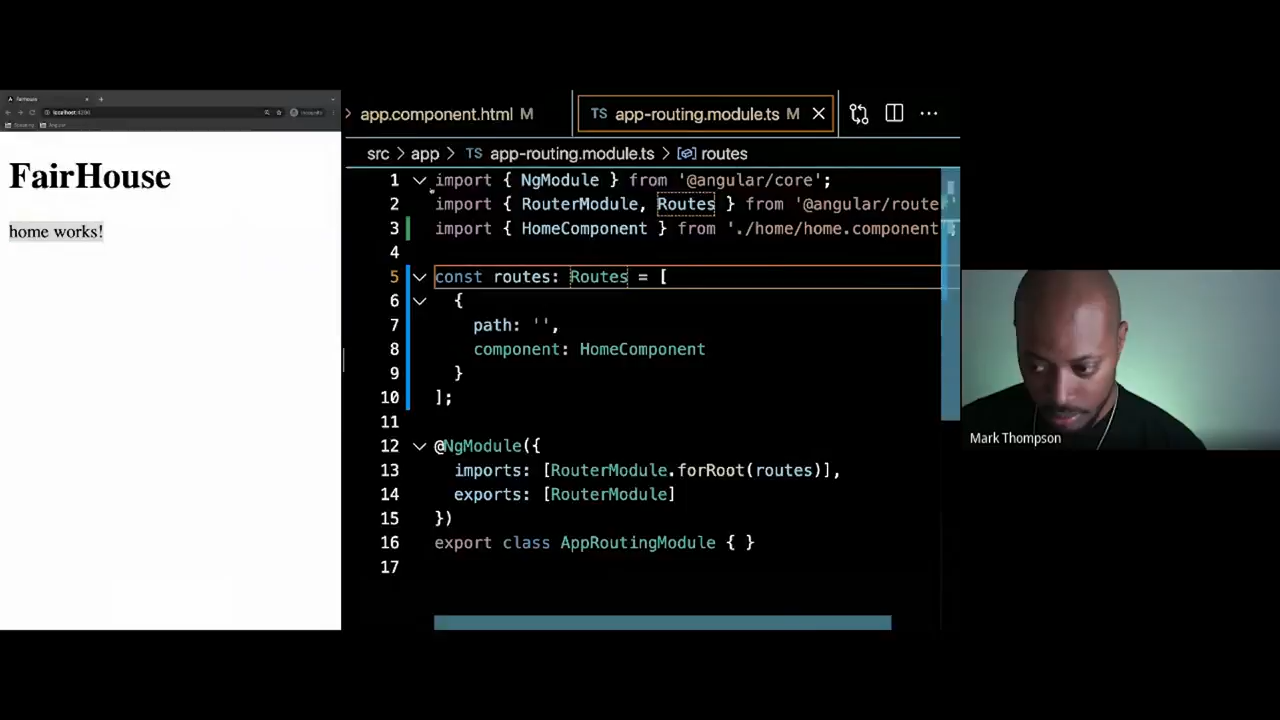 FairHouse
localhost:4200
FairHouse
home works!
app.component.html M
TS app-routing.module.ts M
src > app > TS app-routing.module.ts > routes
1 import { NgModule } from '@angular/core';
2 import { RouterModule, Routes } from '@angular/route
3 import { HomeComponent } from './home/home.component';
4
5 const routes: Routes = [
6 {
7 path: '',
8 component: HomeComponent
9 }
10 ];
11
12 @NgModule({
13 imports: [RouterModule.forRoot(routes)],
14 exports: [RouterModule]
15 })
16 export class AppRoutingModule { }
17
Mark Thompson